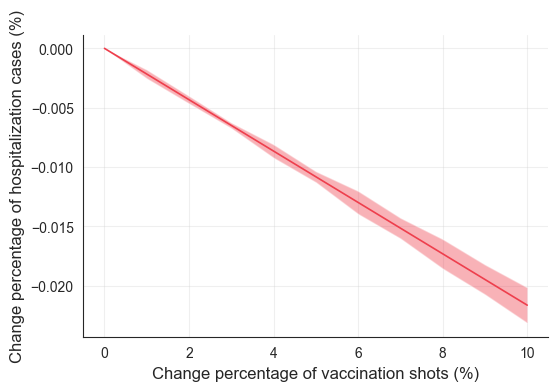 Change percentage of hospitalization cases (%)
0.000
−0.005
−0.010
−0.015
−0.020
0 2 4 6 8 10
Change percentage of vaccination shots (%)